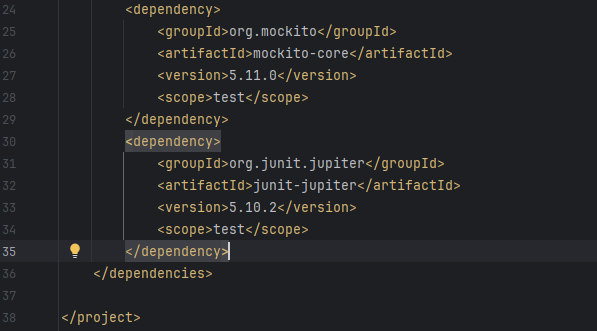 24 <dependency>
25 <groupId>org.mockito</groupId>
26 <artifactId>mockito-core</artifactId>
27 <version>5.11.0</version>
28 <scope>test</scope>
29 </dependency>
30 <dependency>
31 <groupId>org.junit.jupiter</groupId>
32 <artifactId>junit-jupiter</artifactId>
33 <version>5.10.2</version>
34 <scope>test</scope>
35 </dependency>
36 </dependencies>
37
38 </project>